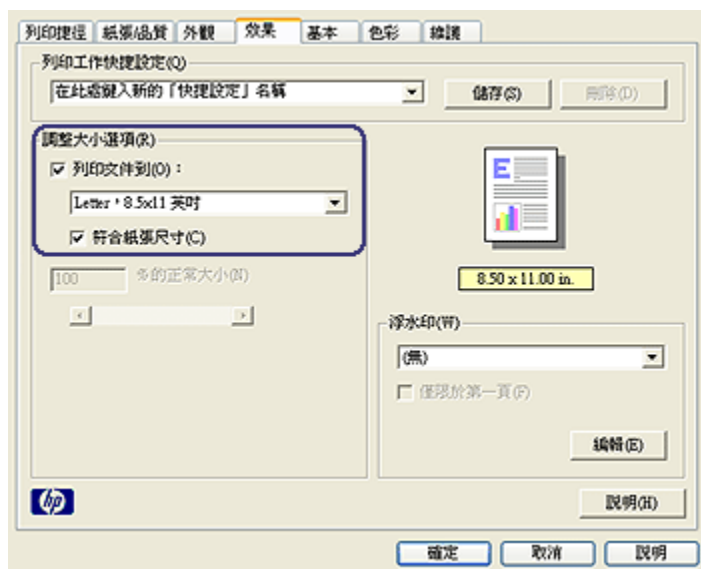 列印捷徑 紙張/品質 外觀 效果 基本 色彩 維護
列印工作快捷設定(Q)
在此處鍵入新的「快捷設定」名稱
儲存(S) 刪除(D)
調整大小選項(R)
列印文件到(O)：
Letter，8.5x11 英吋
符合紙張尺寸(C)
100 %的正常大小(N)
E
8.50 x 11.00 in.
浮水印(W)
(無)
僅限於第一頁(F)
編輯(E)
hp
說明(H)
確定 取消 說明